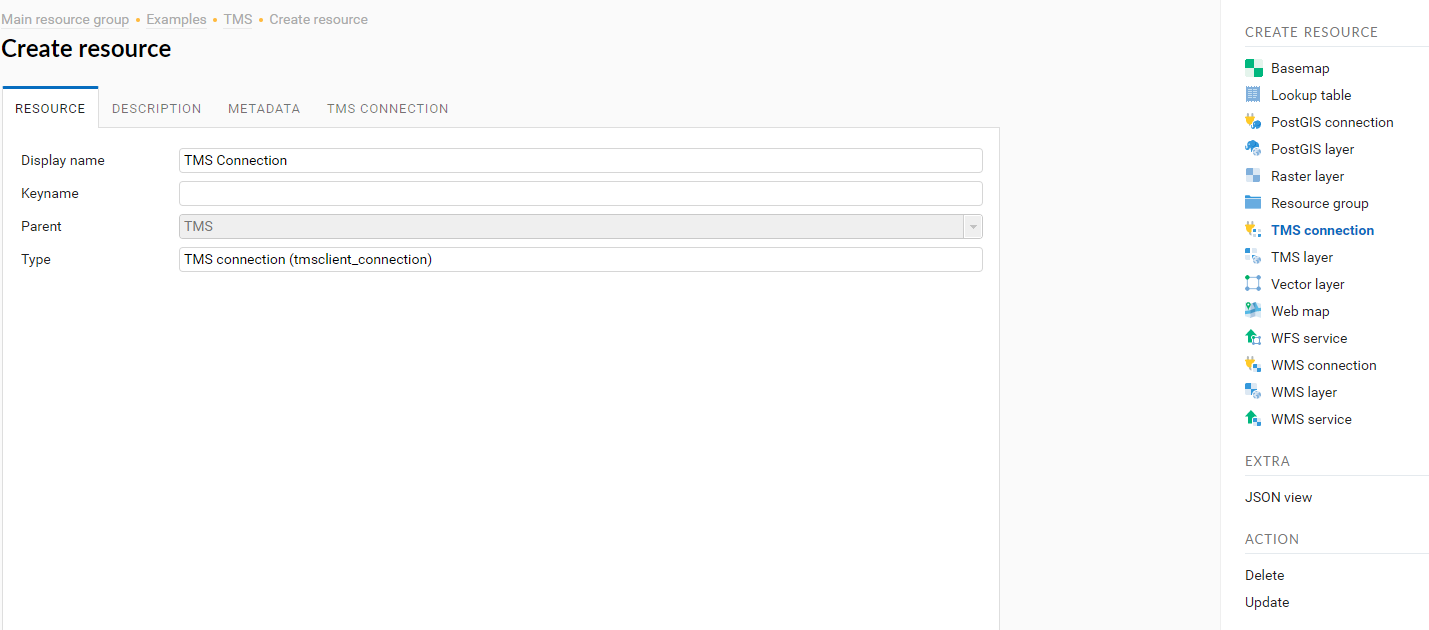 Main resource group • Examples • TMS • Create resource
Create resource
RESOURCE DESCRIPTION METADATA TMS CONNECTION
Display name TMS Connection
Keyname
Parent TMS
Type TMS connection (tmsclient_connection)
CREATE RESOURCE
Basemap
Lookup table
PostGIS connection
PostGIS layer
Raster layer
Resource group
TMS connection
TMS layer
Vector layer
Web map
WFS service
WMS connection
WMS layer
WMS service
EXTRA
JSON view
ACTION
Delete
Update